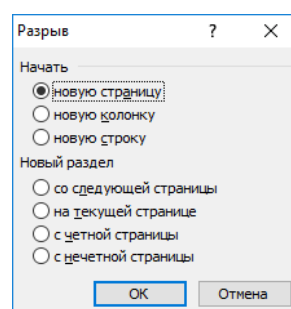 Разрыв ? ×
Начать
новую страницу
новую колонку
новую строку
Новый раздел
со следующей страницы
на текущей странице
с четной страницы
с нечетной страницы
ОК Отмена